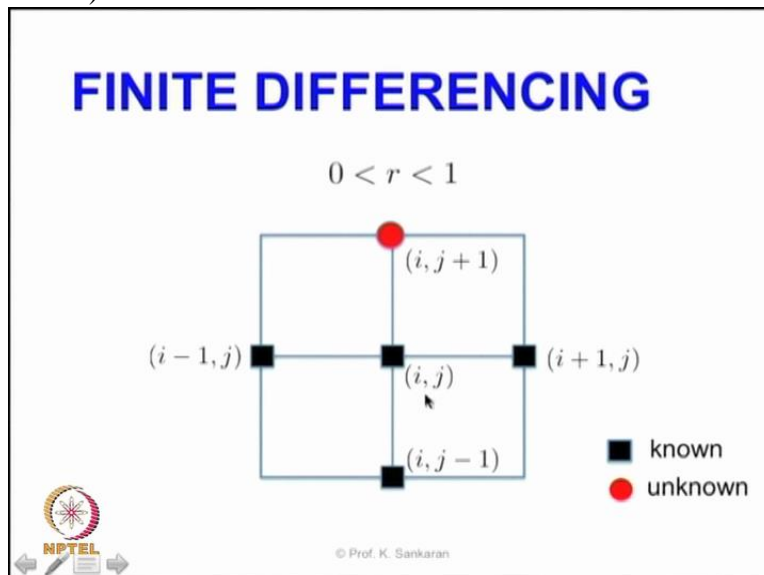 )
FINITE DIFFERENCING
0 < r < 1
(i, j + 1)
(i − 1, j)
(i + 1, j)
(i, j)
(i, j − 1)
known
unknown
NPTEL
© Prof. K. Sankaran